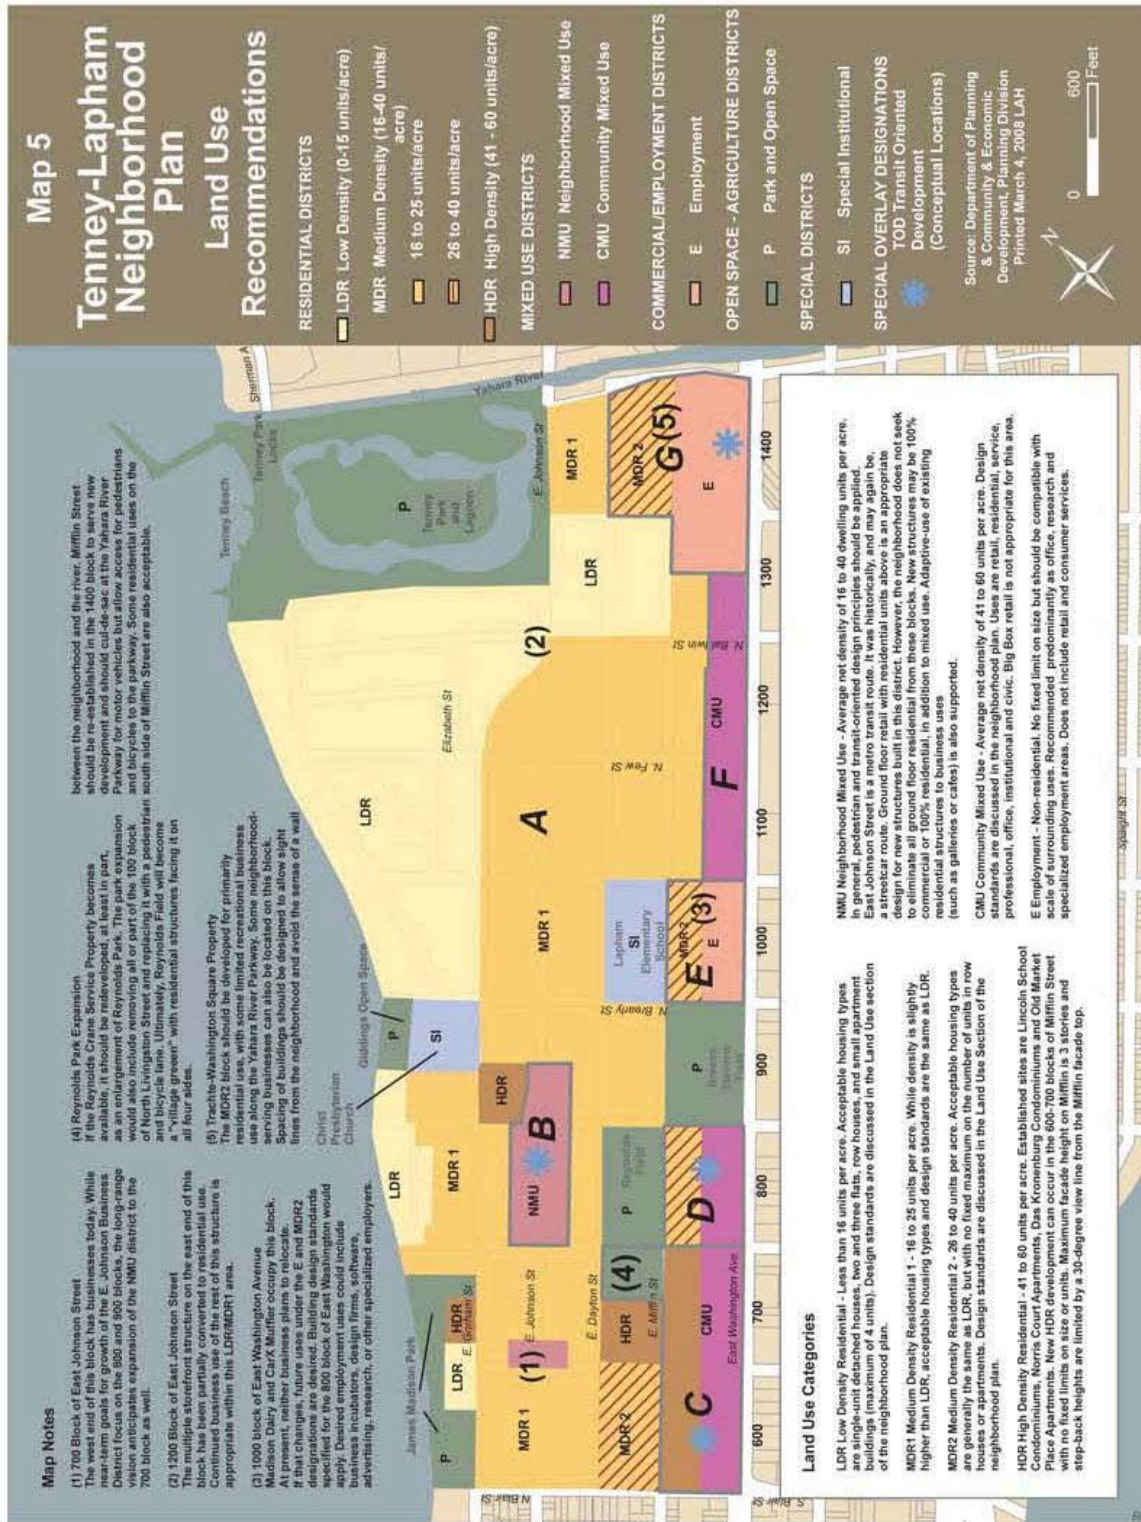 Map 5
Tenney-Lapham
Neighborhood
Plan
Land Use
Recommendations
RESIDENTIAL DISTRICTS
LDR Low Density (0-15 units/acre)
MDR Medium Density (16-40 units/
acre)
16 to 25 units/acre
26 to 40 units/acre
HDR High Density (41 - 60 units/acre)
MIXED USE DISTRICTS
NMU Neighborhood Mixed Use
CMU Community Mixed Use
COMMERCIAL/EMPLOYMENT DISTRICTS
E Employment
OPEN SPACE - AGRICULTURE DISTRICTS
P Park and Open Space
SPECIAL DISTRICTS
SI Special Institutional
SPECIAL OVERLAY DESIGNATIONS
TOD Transit Oriented
Development
(Conceptual Locations)
Source: Department of Planning
& Community & Economic
Development, Planning Division
Printed March 4, 2008 LAH
N
0 600
Feet
Map Notes
(1) 700 Block of East Johnson Street
The west end of this block has businesses today. While
near-term goals for growth of the E. Johnson Business
District focus on the 800 and 900 blocks, the long-range
vision anticipates expansion of the NMU district to the
700 block as well.
(2) 1200 Block of East Johnson Street
The multiple storefront structure on the east end of this
block has been partially converted to residential use.
Continued business use of the rest of this structure is
appropriate within this LDR/MDR1 area.
(3) 1000 block of East Washington Avenue
Madison Dairy and CarX Muffler occupy this block.
At present, neither business plans to relocate.
If that changes, future uses under the E and MDR2
designations are desired. Building design standards
specified for the 800 block of East Washington would
apply. Desired employment uses could include
business incubators, design firms, software,
advertising, research, or other specialized employers.
(4) Reynolds Park Expansion
If the Reynolds Crane Service Property becomes
available, it should be redeveloped, at least in part,
as an enlargement of Reynolds Park. The park expansion
would also include removing all or part of the 100 block
of North Livingston Street and replacing it with a pedestrian
and bicycle lane. Ultimately, Reynolds Field will become
a "village green" with residential structures facing it on
all four sides.
(5) Trachte-Washington Square Property
The MDR2 block should be developed for primarily
residential use, with some limited recreational business
use along the Yahara River Parkway. Some neighborhood-
serving businesses can also be located on this block.
Spacing of buildings should be designed to allow sight
lines from the neighborhood and avoid the sense of a wall
between the neighborhood and the river. Mifflin Street
should be re-established in the 1400 block to serve new
development and should cul-de-sac at the Yahara River
Parkway for motor vehicles but allow access for pedestrians
and bicycles to the parkway. Some residential uses on the
south side of Mifflin Street are also acceptable.
Sherman A
Tenney Park
Locks
Tenney Beach
Yahara River
P
Tenney
Park
and
Lagoon
E. Johnson St
MDR 1
MDR 2
G (5)
E
LDR
(2)
Elizabeth St
LDR
N. Baldwin St
A
N. Few St
F
CMU
MDR 1
Lapham
SI
Elementary
School
MDR 2
E (3)
E
Giddings Open Space
P
SI
Christ
Presbyterian
Church
N. Brearly St
P
Breese
Stevens
Field
HDR
LDR
MDR 1
NMU
B
Reynolds
Field
P
D
James Madison Park
HDR
E. Gorham St
LDR
P
(1)
E. Johnson St
MDR 1
E. Dayton St
(4)
HDR
E. Mifflin St
MDR 2
C
CMU
East Washington Ave
N Blair St
S. Blair St
Spaight St
600 700 800 900 1000 1100 1200 1300 1400
Land Use Categories
LDR Low Density Residential - Less than 16 units per acre. Acceptable housing types
are single-unit detached houses, two and three flats, row houses, and small apartment
buildings (maximum of 4 units). Design standards are discussed in the Land Use section
of the neighborhood plan.
MDR1 Medium Density Residential 1 - 16 to 25 units per acre. While density is slightly
higher than LDR, acceptable housing types and design standards are the same as LDR.
MDR2 Medium Density Residential 2 - 26 to 40 units per acre. Acceptable housing types
are generally the same as LDR, but with no fixed maximum on the number of units in row
houses or apartments. Design standards are discussed in the Land Use Section of the
neighborhood plan.
HDR High Density Residential - 41 to 60 units per acre. Established sites are Lincoln School
Condominiums, Norris Court Apartments, Das Kronenburg Condominiums and Old Market
Place Apartments. New HDR development can occur in the 600-700 blocks of Mifflin Street
with no fixed limits on size or units. Maximum facade height on Mifflin is 3 stories and
step-back heights are limited by a 30-degree view line from the Mifflin facade top.
NMU Neighborhood Mixed Use - Average net density of 16 to 40 dwelling units per acre.
In general, pedestrian and transit-oriented design principles should be applied.
East Johnson Street is a metro transit route. It was historically, and may again be,
a streetcar route. Ground floor retail with residential units above is an appropriate
design for new structures built in this district. However, the neighborhood does not seek
to eliminate all ground floor residential from these blocks. New structures may be 100%
commercial or 100% residential, in addition to mixed use. Adaptive-use of existing
residential structures to business uses
(such as galleries or cafes) is also supported.
CMU Community Mixed Use - Average net density of 41 to 60 units per acre. Design
standards are discussed in the neighborhood plan. Uses are retail, residential, service,
professional, office, institutional and civic. Big Box retail is not appropriate for this area.
E Employment - Non-residential. No fixed limit on size but should be compatible with
scale of surrounding uses. Recommended predominantly as office, research and
specialized employment areas. Does not include retail and consumer services.